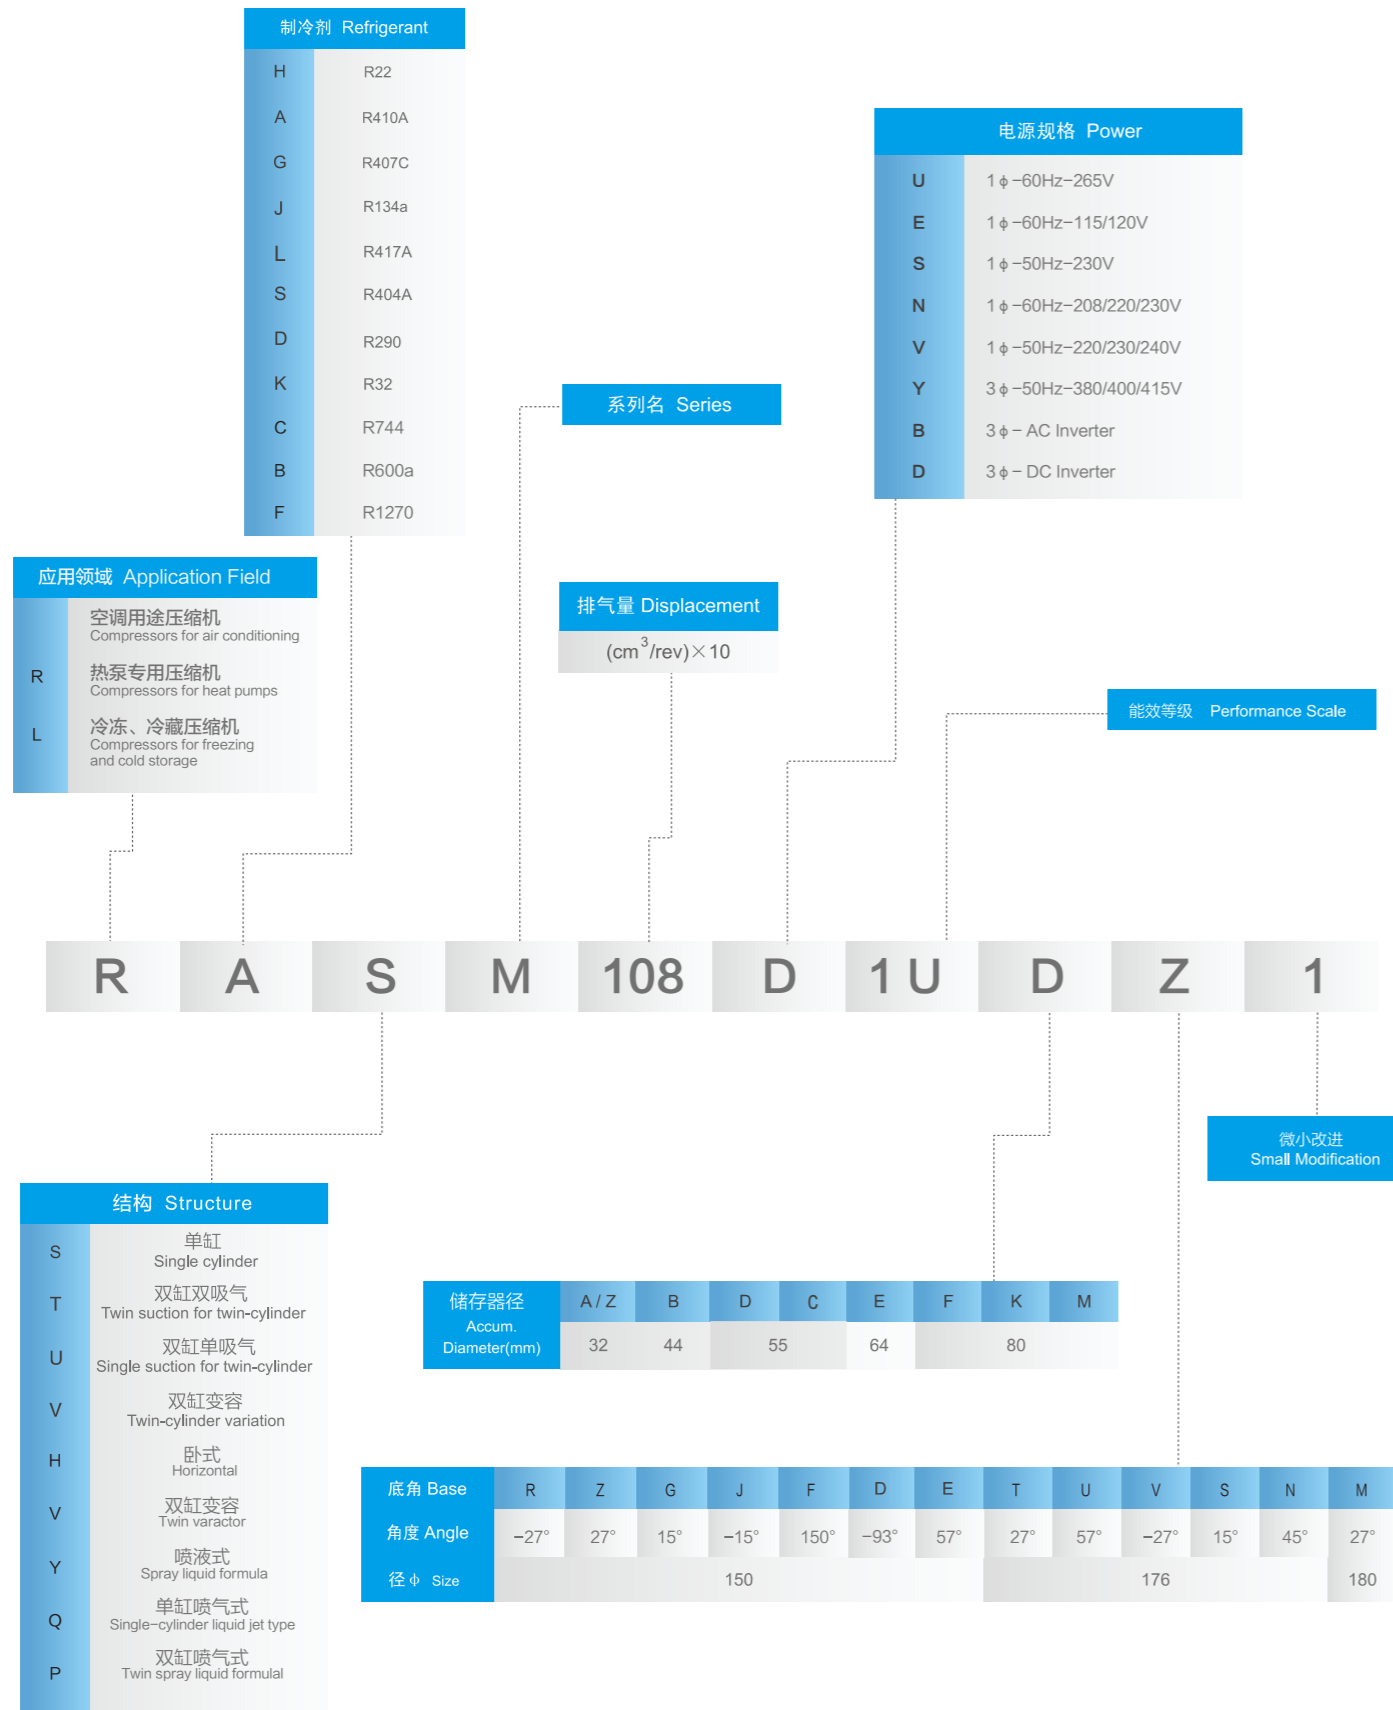 制冷剂 Refrigerant
H R22
A R410A
G R407C
J R134a
L R417A
S R404A
D R290
K R32
C R744
B R600a
F R1270
电源规格 Power
U 1ϕ-60Hz-265V
E 1ϕ-60Hz-115/120V
S 1ϕ-50Hz-230V
N 1ϕ-60Hz-208/220/230V
V 1ϕ-50Hz-220/230/240V
Y 3ϕ-50Hz-380/400/415V
B 3ϕ- AC Inverter
D 3ϕ- DC Inverter
系列名 Series
应用领域 Application Field
空调用途压缩机
Compressors for air conditioning
R 热泵专用压缩机
Compressors for heat pumps
L 冷冻、冷藏压缩机
Compressors for freezing
and cold storage
排气量 Displacement
(cm³/rev)×10
能效等级 Performance Scale
R A S M 108 D 1 U D Z 1
微小改进
Small Modification
结构 Structure
S 单缸
Single cylinder
T 双缸双吸气
Twin suction for twin-cylinder
U 双缸单吸气
Single suction for twin-cylinder
V 双缸变容
Twin-cylinder variation
H 卧式
Horizontal
V 双缸变容
Twin varactor
Y 喷液式
Spray liquid formula
Q 单缸喷气式
Single-cylinder liquid jet type
P 双缸喷气式
Twin spray liquid formulal
储存器径 A / Z B D C E F K M
Accum.
Diameter(mm) 32 44 55 64 80
底角 Base R Z G J F D E T U V S N M
角度 Angle -27° 27° 15° -15° 150° -93° 57° 27° 57° -27° 15° 45° 27°
径ϕ Size 150 176 180